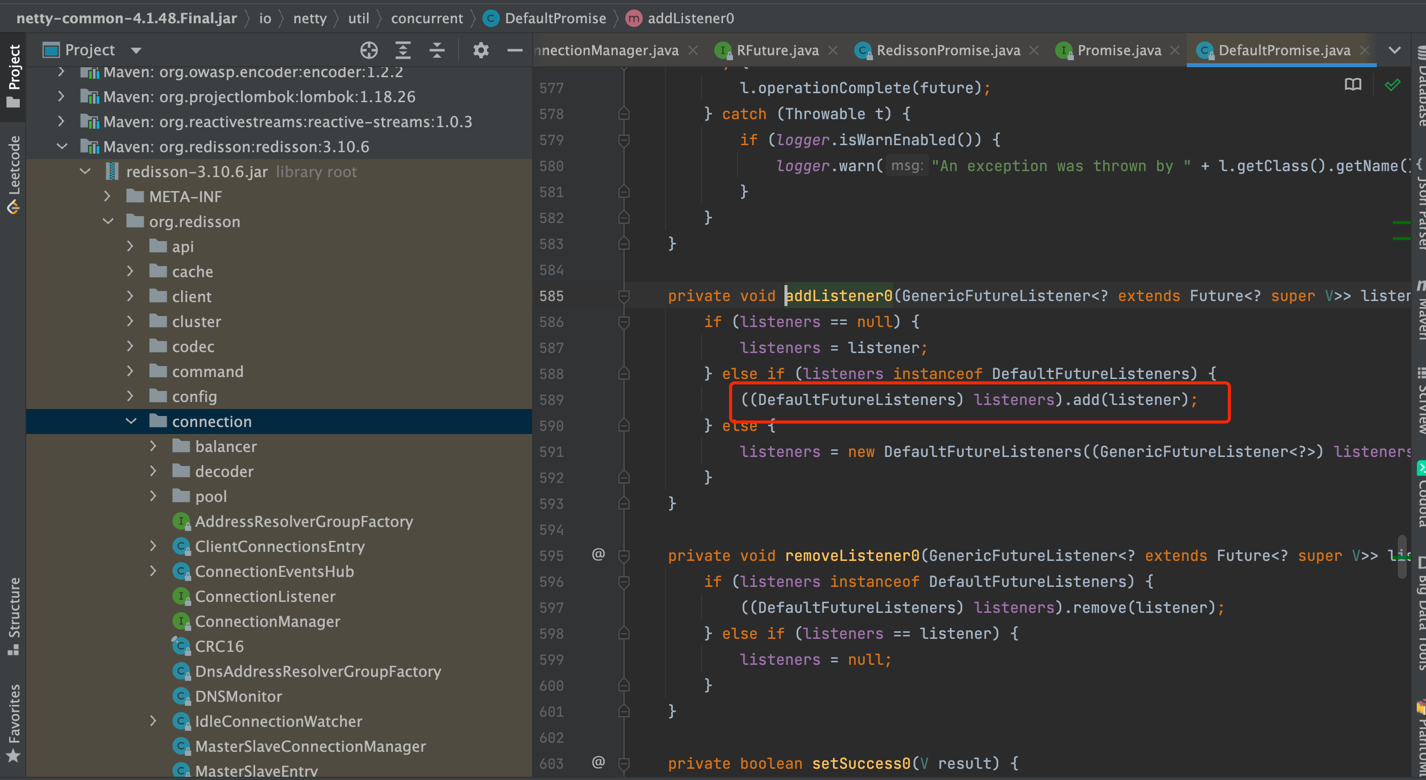 netty-common-4.1.48.Final.jar io netty util concurrent DefaultPromise addListener0
Project
nnectionManager.java RFuture.java RedissonPromise.java Promise.java DefaultPromise.java
Project
Leetcode
Structure
Favorites
Maven: org.owasp.encoder:encoder:1.2.2
Maven: org.projectlombok:lombok:1.18.26
Maven: org.reactivestreams:reactive-streams:1.0.3
Maven: org.redisson:redisson:3.10.6
redisson-3.10.6.jar library root
META-INF
org.redisson
api
cache
client
cluster
codec
command
config
connection
balancer
decoder
pool
AddressResolverGroupFactory
ClientConnectionsEntry
ConnectionEventsHub
ConnectionListener
ConnectionManager
CRC16
DnsAddressResolverGroupFactory
DNSMonitor
IdleConnectionWatcher
MasterSlaveConnectionManager
MasterSlaveEntry
577 l.operationComplete(future);
578 } catch (Throwable t) {
579 if (logger.isWarnEnabled()) {
580 logger.warn( msg: "An exception was thrown by " + l.getClass().getName()
581 }
582 }
583 }
584
585 private void addListener0(GenericFutureListener<? extends Future<? super V>> listen
586 if (listeners == null) {
587 listeners = listener;
588 } else if (listeners instanceof DefaultFutureListeners) {
589 ((DefaultFutureListeners) listeners).add(listener);
590 } else {
591 listeners = new DefaultFutureListeners((GenericFutureListener<?>) listeners
592 }
593 }
594
595 @ private void removeListener0(GenericFutureListener<? extends Future<? super V>> lis
596 if (listeners instanceof DefaultFutureListeners) {
597 ((DefaultFutureListeners) listeners).remove(listener);
598 } else if (listeners == listener) {
599 listeners = null;
600 }
601 }
602
603 @ private boolean setSuccess0(V result) {
Database
Json Parser
Maven
SciView
Codota
Big Data Tools